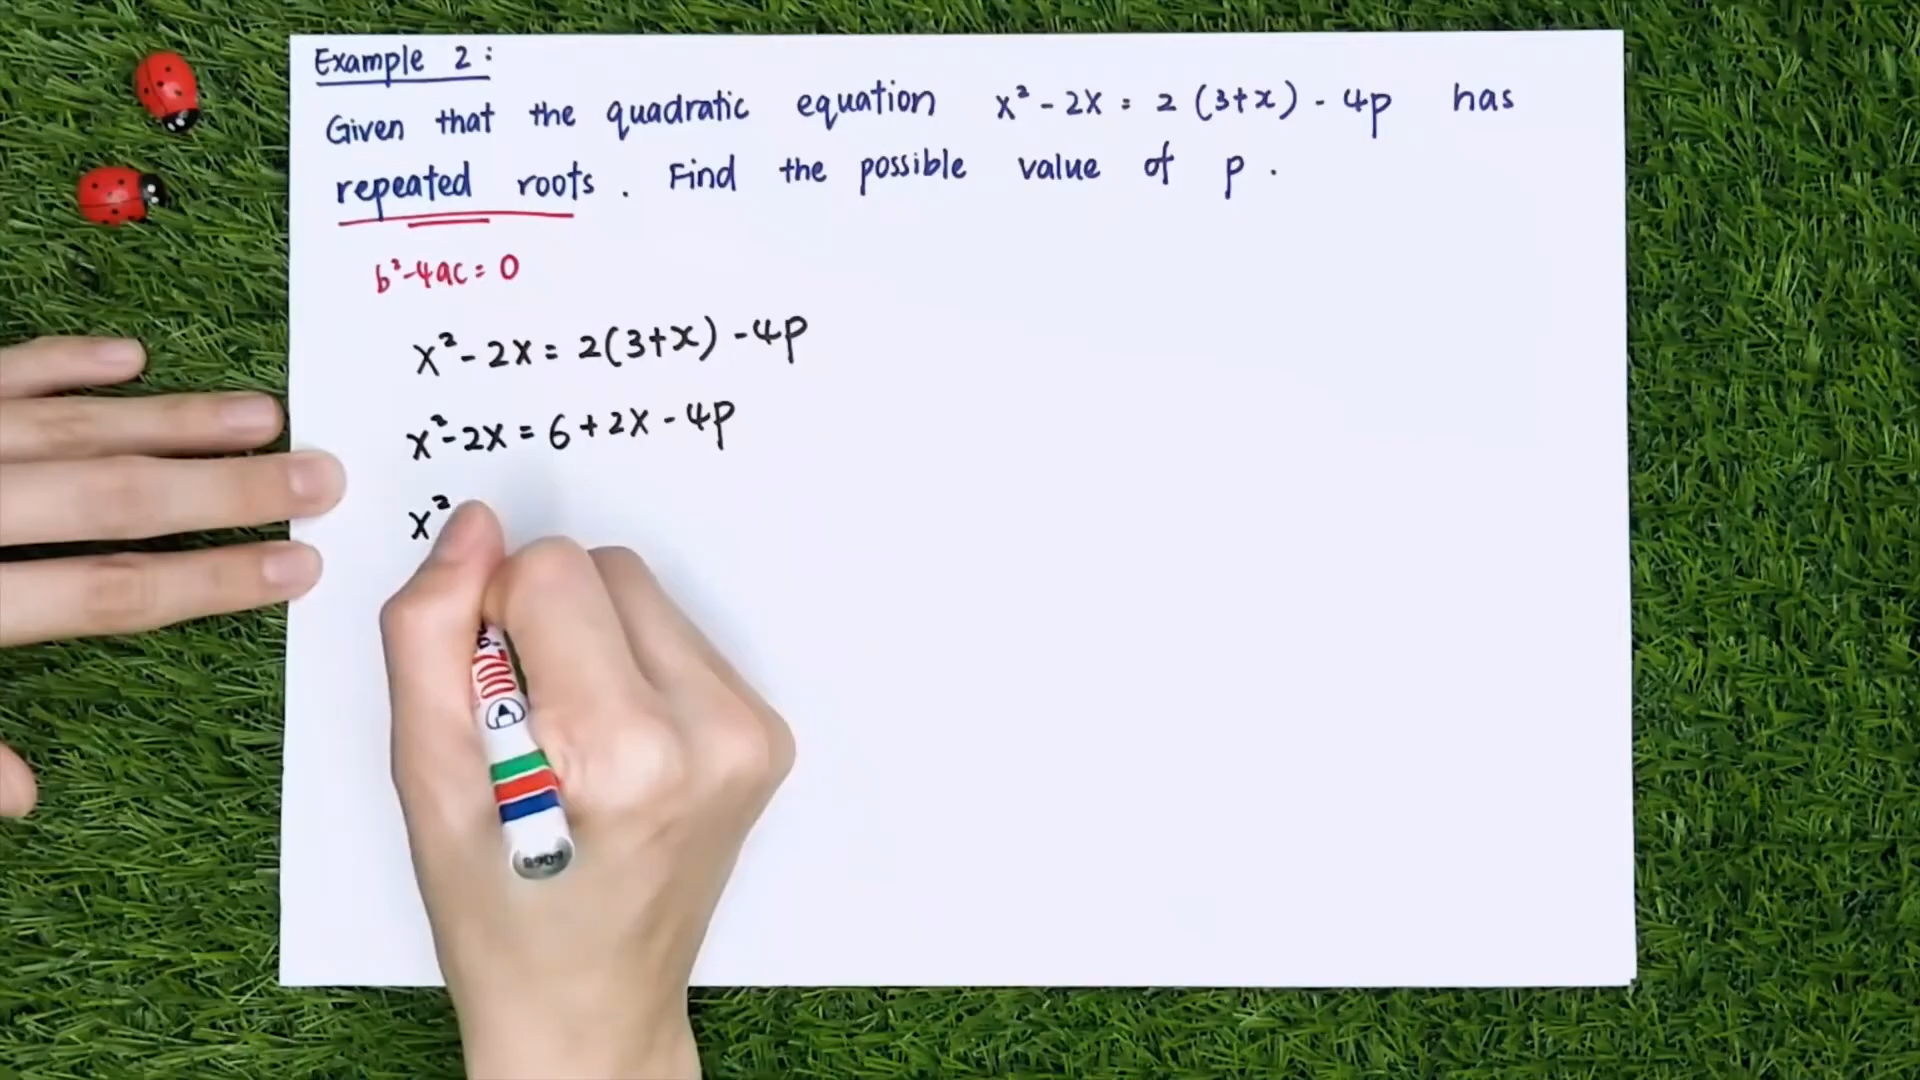 Example 2 :
Given that the quadratic equation x² - 2x = 2 (3+x) - 4p has
repeated roots . Find the possible value of p .
b²-4ac = 0
x² - 2x = 2(3+x) - 4p
x² - 2x = 6 + 2x - 4p
x²